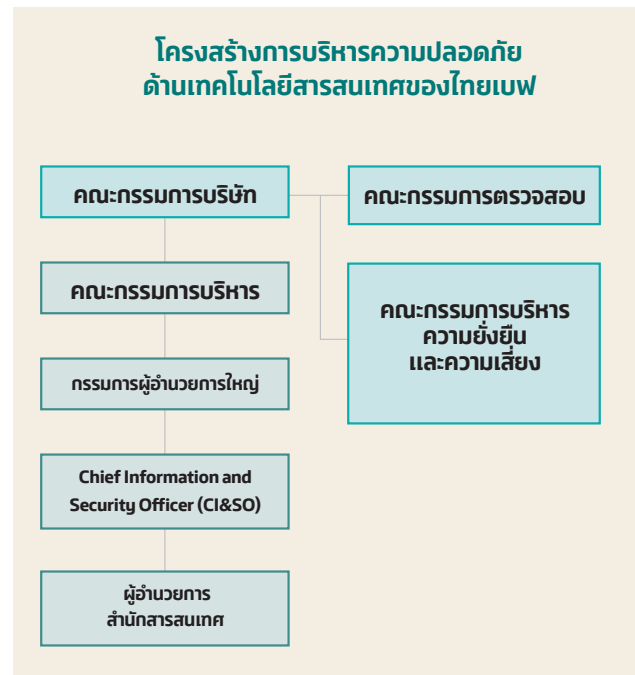 โครงสร้างการบริหารความปลอดภัย
ด้านเทคโนโลยีสารสนเทศของไทยเบฟ
คณะกรรมการบริษัท
คณะกรรมการตรวจสอบ
คณะกรรมการบริหาร
คณะกรรมการบริหาร
ความยั่งยืน
และความเสี่ยง
กรรมการผู้อำนวยการใหญ่
Chief Information and
Security Officer (CI&SO)
ผู้อำนวยการ
สำนักสารสนเทศ